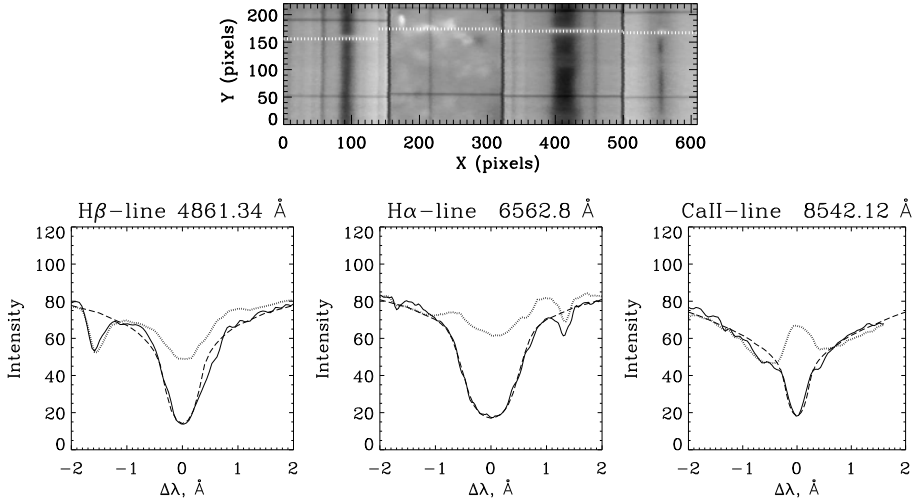 200
150
100
50
0
Y (pixels)
0 100 200 300 400 500 600
X (pixels)
Hβ−line 4861.34 Å
Hα−line 6562.8 Å
CaII−line 8542.12 Å
120
100
80
60
40
20
0
Intensity
−2 −1 0 1 2
Δλ, Å
120
100
80
60
40
20
0
Intensity
−2 −1 0 1 2
Δλ, Å
120
100
80
60
40
20
0
Intensity
−2 −1 0 1 2
Δλ, Å